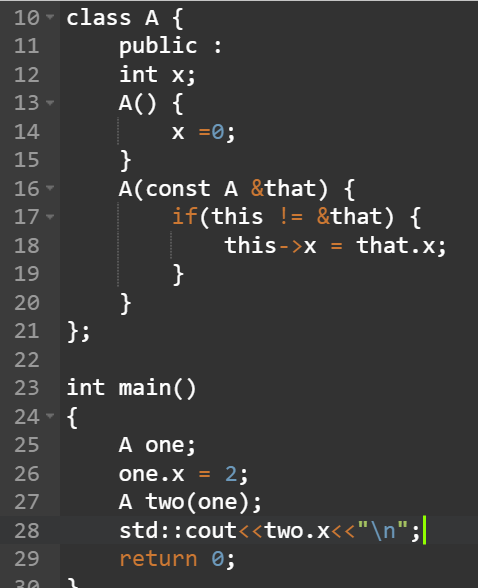 10 class A {
11     public :
12     int x;
13     A() {
14         x =0;
15     }
16     A(const A &that) {
17         if(this != &that) {
18             this->x = that.x;
19         }
20     }
21 };
22
23 int main()
24 {
25     A one;
26     one.x = 2;
27     A two(one);
28     std::cout<<two.x<<"\n";
29     return 0;
30 }